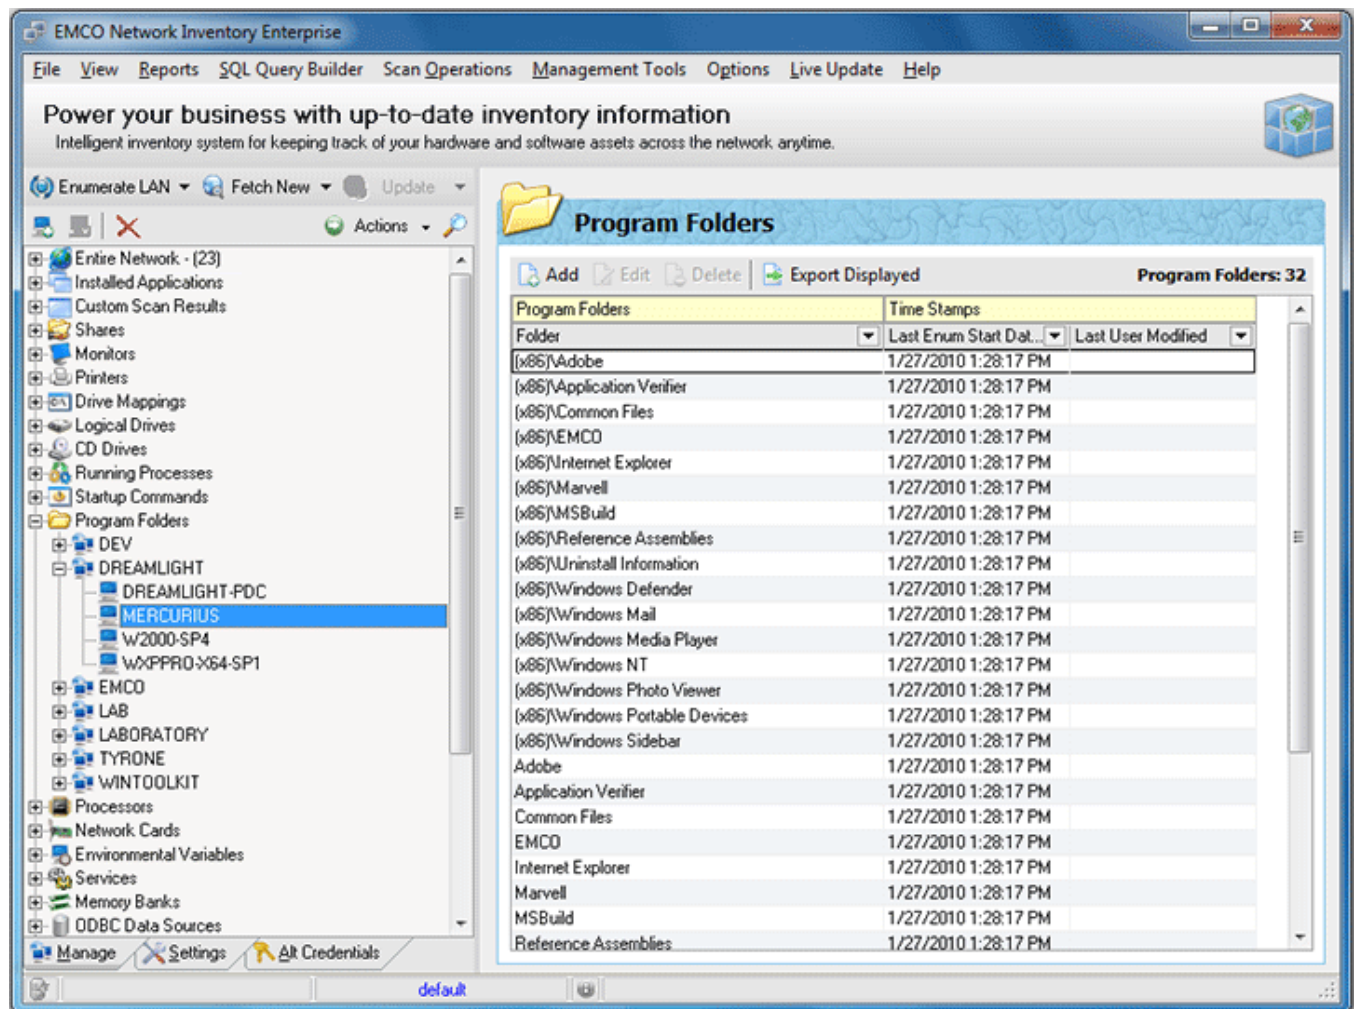 EMCO Network Inventory Enterprise
File View Reports SQL Query Builder Scan Operations Management Tools Options Live Update Help
Power your business with up-to-date inventory information
Intelligent inventory system for keeping track of your hardware and software assets across the network anytime.
Enumerate LAN Fetch New Update
Actions
Entire Network - (23)
Installed Applications
Custom Scan Results
Shares
Monitors
Printers
Drive Mappings
Logical Drives
CD Drives
Running Processes
Startup Commands
Program Folders
DEV
DREAMLIGHT
DREAMLIGHT-PDC
MERCURIUS
W2000-SP4
WXPPRO-X64-SP1
EMCO
LAB
LABORATORY
TYRONE
WINTOOLKIT
Processors
Network Cards
Environmental Variables
Services
Memory Banks
ODBC Data Sources
Manage Settings Alt Credentials
Program Folders
Add Edit Delete Export Displayed Program Folders: 32
Program Folders Time Stamps
Folder Last Enum Start Dat... Last User Modified
(x86)\Adobe 1/27/2010 1:28:17 PM
(x86)\Application Verifier 1/27/2010 1:28:17 PM
(x86)\Common Files 1/27/2010 1:28:17 PM
(x86)\EMCO 1/27/2010 1:28:17 PM
(x86)\Internet Explorer 1/27/2010 1:28:17 PM
(x86)\Marvell 1/27/2010 1:28:17 PM
(x86)\MSBuild 1/27/2010 1:28:17 PM
(x86)\Reference Assemblies 1/27/2010 1:28:17 PM
(x86)\Uninstall Information 1/27/2010 1:28:17 PM
(x86)\Windows Defender 1/27/2010 1:28:17 PM
(x86)\Windows Mail 1/27/2010 1:28:17 PM
(x86)\Windows Media Player 1/27/2010 1:28:17 PM
(x86)\Windows NT 1/27/2010 1:28:17 PM
(x86)\Windows Photo Viewer 1/27/2010 1:28:17 PM
(x86)\Windows Portable Devices 1/27/2010 1:28:17 PM
(x86)\Windows Sidebar 1/27/2010 1:28:17 PM
Adobe 1/27/2010 1:28:17 PM
Application Verifier 1/27/2010 1:28:17 PM
Common Files 1/27/2010 1:28:17 PM
EMCO 1/27/2010 1:28:17 PM
Internet Explorer 1/27/2010 1:28:17 PM
Marvell 1/27/2010 1:28:17 PM
MSBuild 1/27/2010 1:28:17 PM
Reference Assemblies 1/27/2010 1:28:17 PM
default